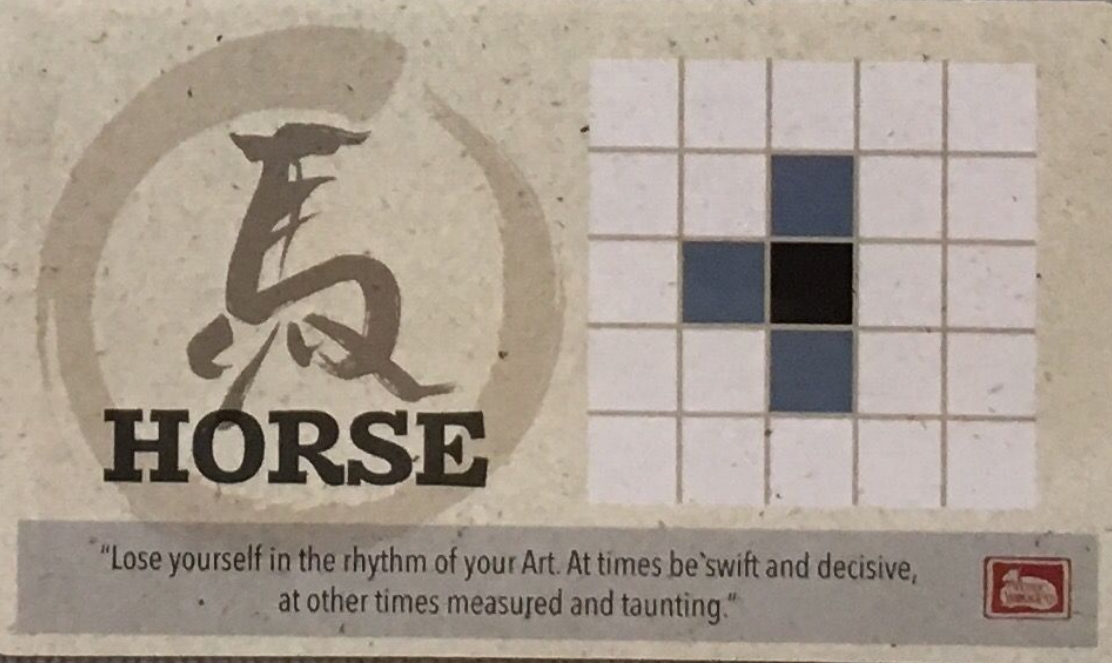 馬
HORSE
“Lose yourself in the rhythm of your Art. At times be swift and decisive,
at other times measured and taunting.”